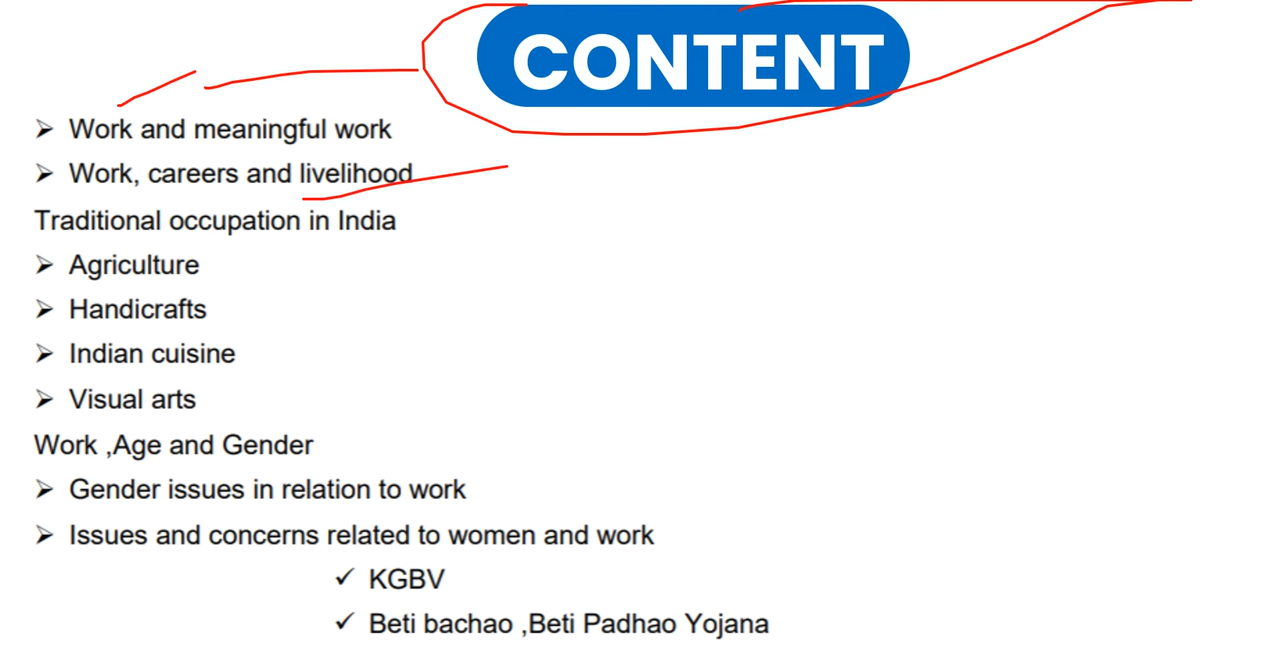 CONTENT
➢ Work and meaningful work
➢ Work, careers and livelihood
Traditional occupation in India
➢ Agriculture
➢ Handicrafts
➢ Indian cuisine
➢ Visual arts
Work ,Age and Gender
➢ Gender issues in relation to work
➢ Issues and concerns related to women and work
✓ KGBV
✓ Beti bachao ,Beti Padhao Yojana